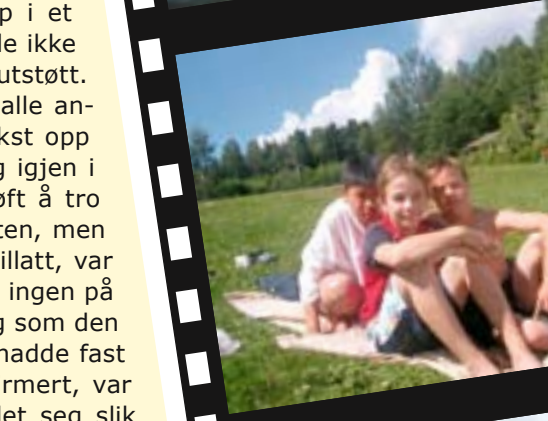 p i et
le ikke
utstøtt.
alle an-
kst opp
g igjen i
øft å tro
ten, men
illatt, var
ingen på
g som den
hadde fast
rmert, var
det seg slik